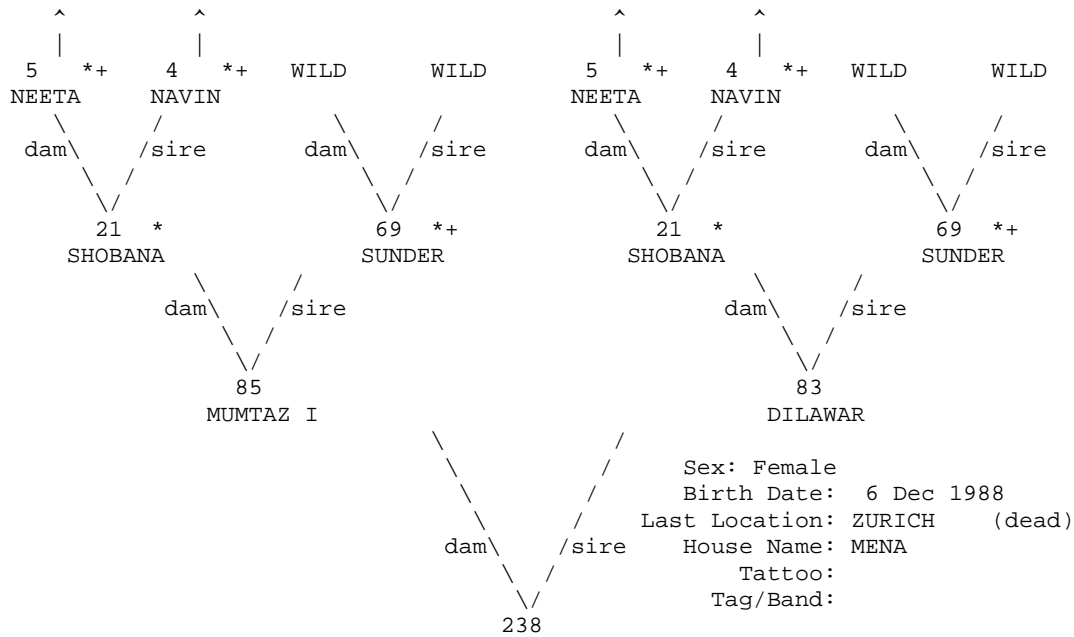 ^ ^ ^ ^
| | | |
5 *+ 4 *+ WILD WILD 5 *+ 4 *+ WILD WILD
NEETA NAVIN NEETA NAVIN
\ / \ / \ / \ /
dam\ /sire dam\ /sire dam\ /sire dam\ /sire
\ / \ / \ / \ /
\/ \/ \/ \/
21 * 69 *+ 21 * 69 *+
SHOBANA SUNDER SHOBANA SUNDER
\ / \ /
dam\ /sire dam\ /sire
\ / \ /
\/ \/
85 83
MUMTAZ I DILAWAR
\ /
\ / Sex: Female
\ / Birth Date: 6 Dec 1988
\ / Last Location: ZURICH (dead)
dam\ /sire House Name: MENA
\ / Tattoo:
\/ Tag/Band:
238